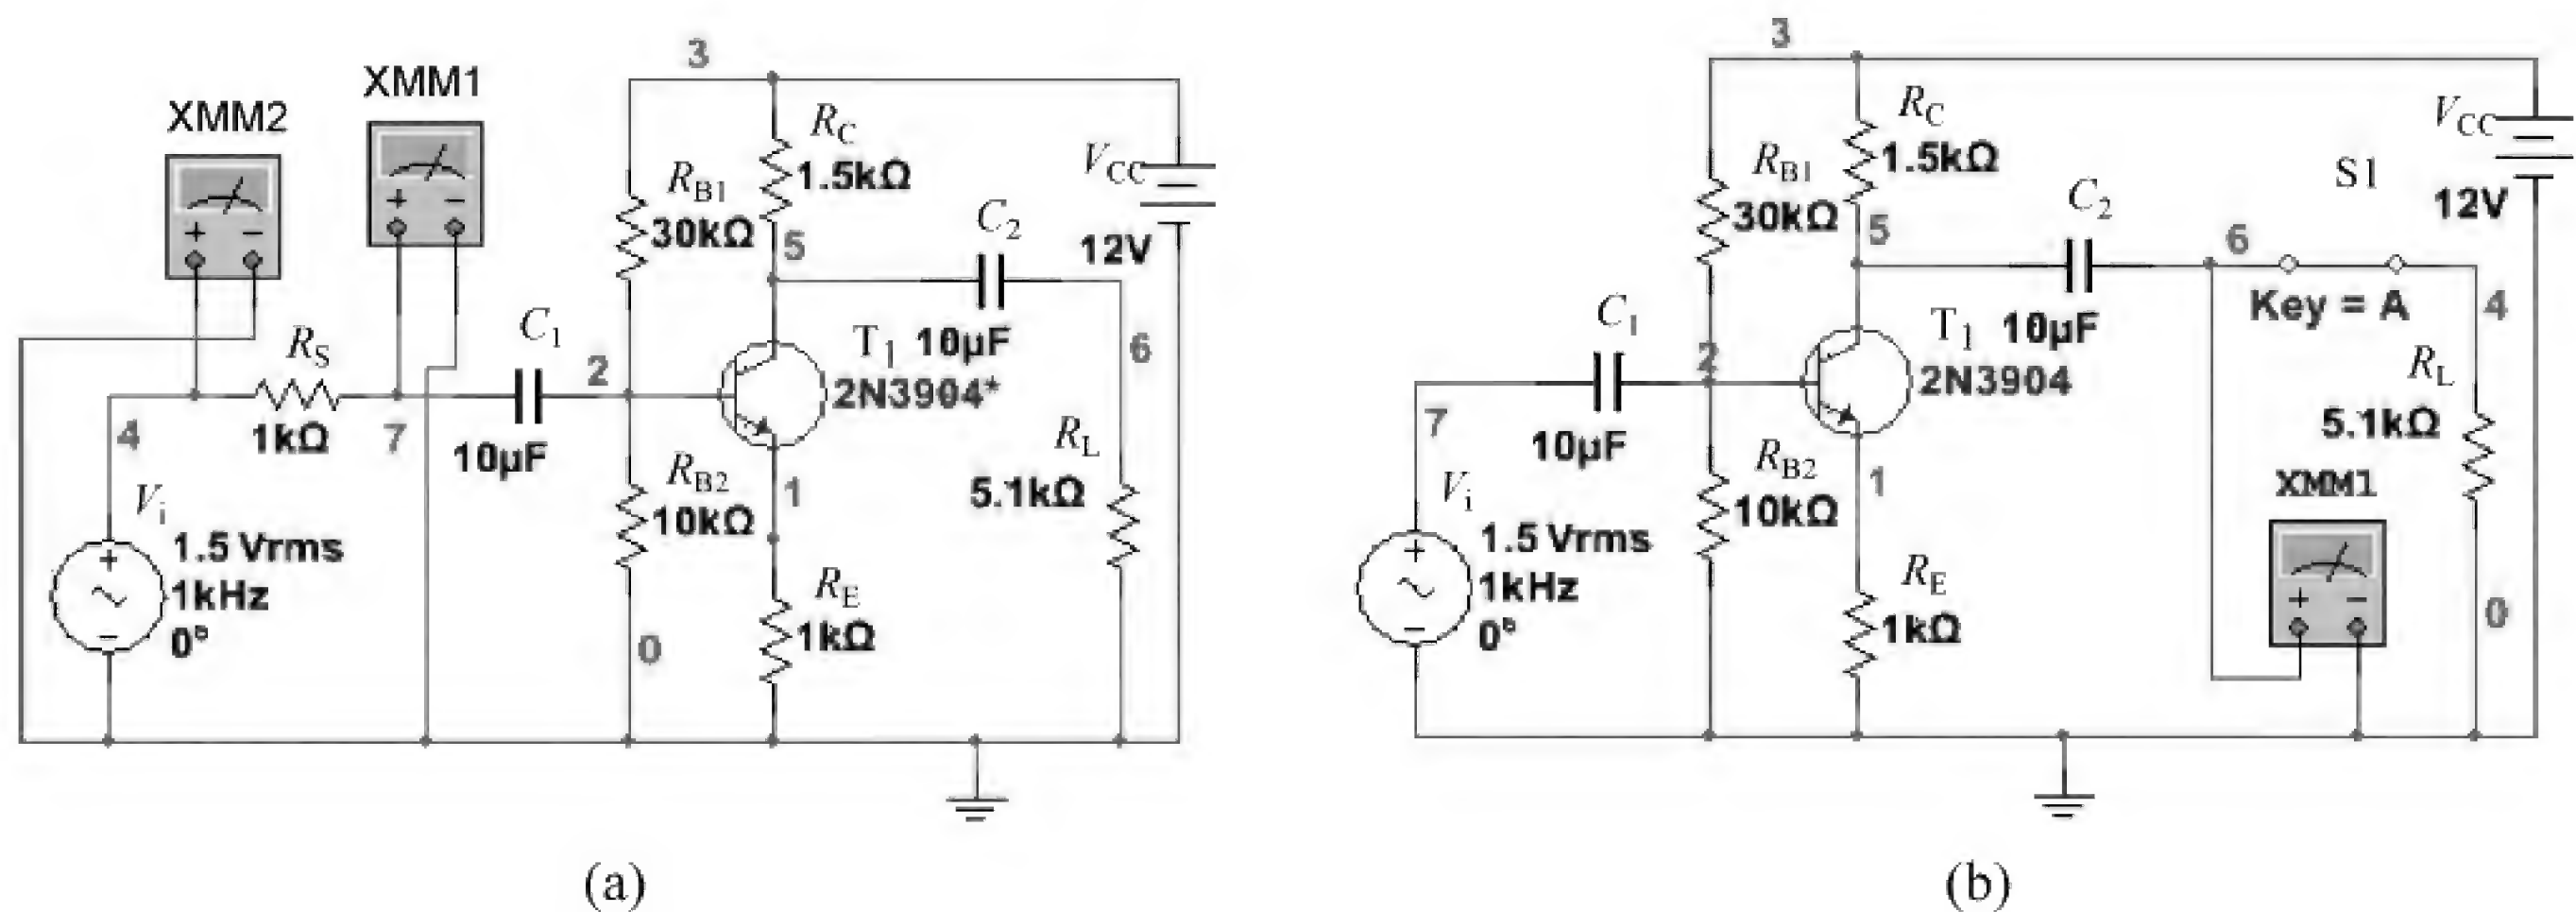 3
XMM1
XMM2
R_C
1.5kΩ
V_CC
12V
R_B1
30kΩ
5
C_2
10μF
R_S
1kΩ
C_1
10μF
2
T_1
2N3904*
6
4
7
R_L
5.1kΩ
R_B2
10kΩ
1
V_i
1.5 Vrms
1kHz
0°
R_E
1kΩ
0
+
−
+
−
+
−
(a)
3
R_C
1.5kΩ
V_CC
12V
R_B1
30kΩ
S1
C_2
10μF
5
6
Key = A
4
C_1
10μF
2
T_1
2N3904
R_L
5.1kΩ
7
R_B2
10kΩ
1
XMM1
V_i
1.5 Vrms
1kHz
0°
R_E
1kΩ
0
+
−
+
−
(b)